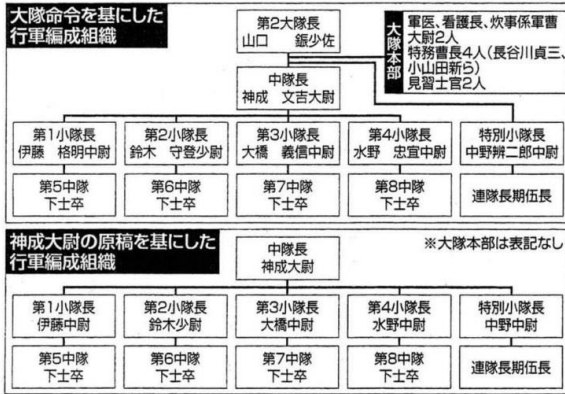 大隊命令を基にした
行軍編成組織
第2大隊長
山口　鋠少佐
大隊本部
軍医、看護長、炊事係軍曹
大尉2人
特務曹長4人(長谷川貞三、
小山田新ら)
見習士官2人
中隊長
神成　文吉大尉
第1小隊長
伊藤　格明中尉
第2小隊長
鈴木　守登少尉
第3小隊長
大橋　義信中尉
第4小隊長
水野　忠宜中尉
特別小隊長
中野辨二郎中尉
第5中隊
下士卒
第6中隊
下士卒
第7中隊
下士卒
第8中隊
下士卒
連隊長期伍長
神成大尉の原稿を基にした
行軍編成組織
※大隊本部は表記なし
中隊長
神成大尉
第1小隊長
伊藤中尉
第2小隊長
鈴木少尉
第3小隊長
大橋中尉
第4小隊長
水野中尉
特別小隊長
中野中尉
第5中隊
下士卒
第6中隊
下士卒
第7中隊
下士卒
第8中隊
下士卒
連隊長期伍長